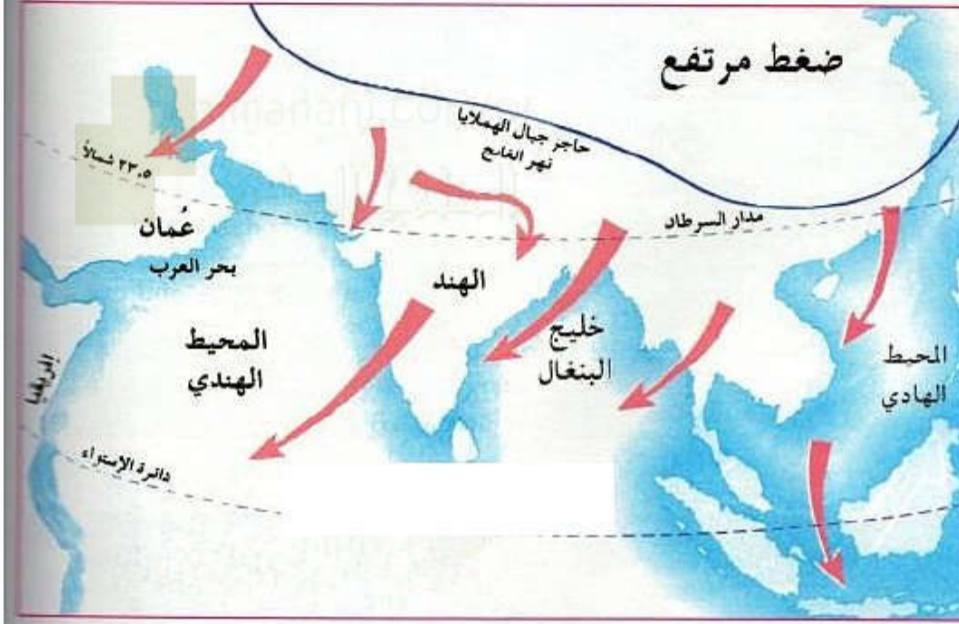 ضغط مرتفع
حاجز جبال الهملايا
نهر الغانج
٢٣.٥ شمالاً
مدار السرطان
عُمان
بحر العرب
الهند
خليج
البنغال
المحيط
الهندي
المحيط
الهادي
إفريقيا
دائرة الإستواء